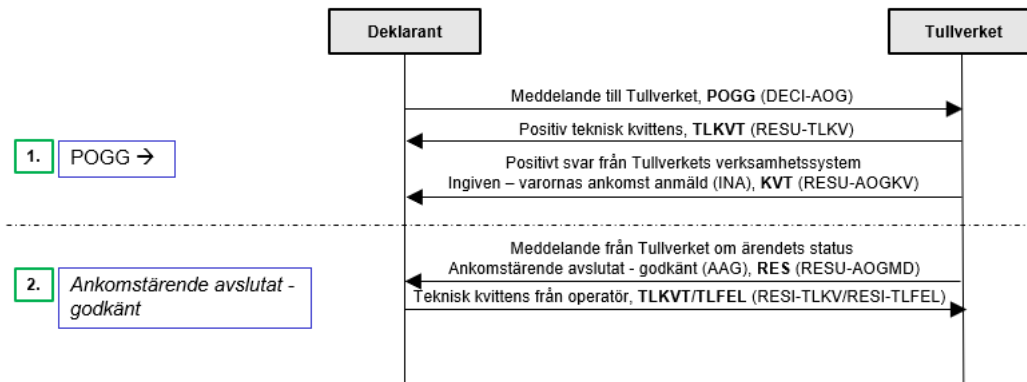 Deklarant
Tullverket
Meddelande till Tullverket, POGG (DECI-AOG)
Positiv teknisk kvittens, TLKVT (RESU-TLKV)
1.
POGG →
Positivt svar från Tullverkets verksamhetssystem
Ingiven – varornas ankomst anmäld (INA), KVT (RESU-AOGKV)
Meddelande från Tullverket om ärendets status
Ankomstärende avslutat - godkänt (AAG), RES (RESU-AOGMD)
2.
Ankomstärende avslutat -
godkänt
Teknisk kvittens från operatör, TLKVT/TLFEL (RESI-TLKV/RESI-TLFEL)